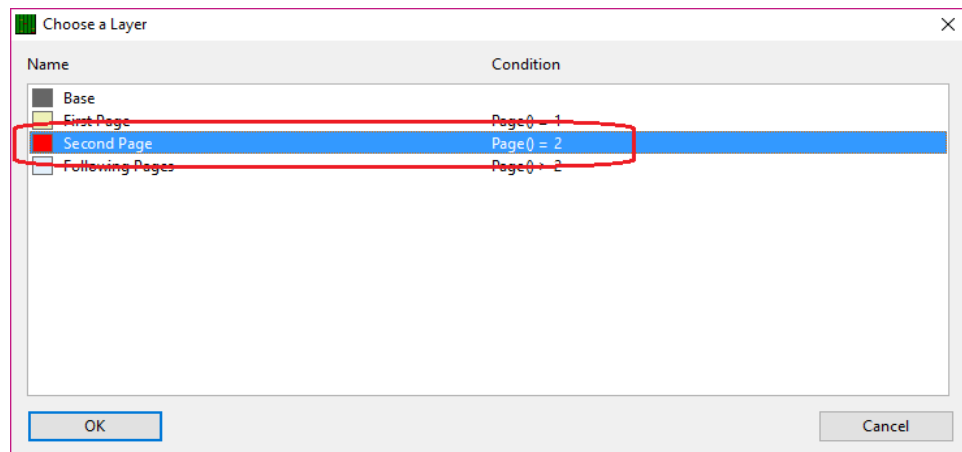 Choose a Layer
Name Condition
Base
First Page Page() = 1
Second Page Page() = 2
Following Pages Page() > 2
OK Cancel